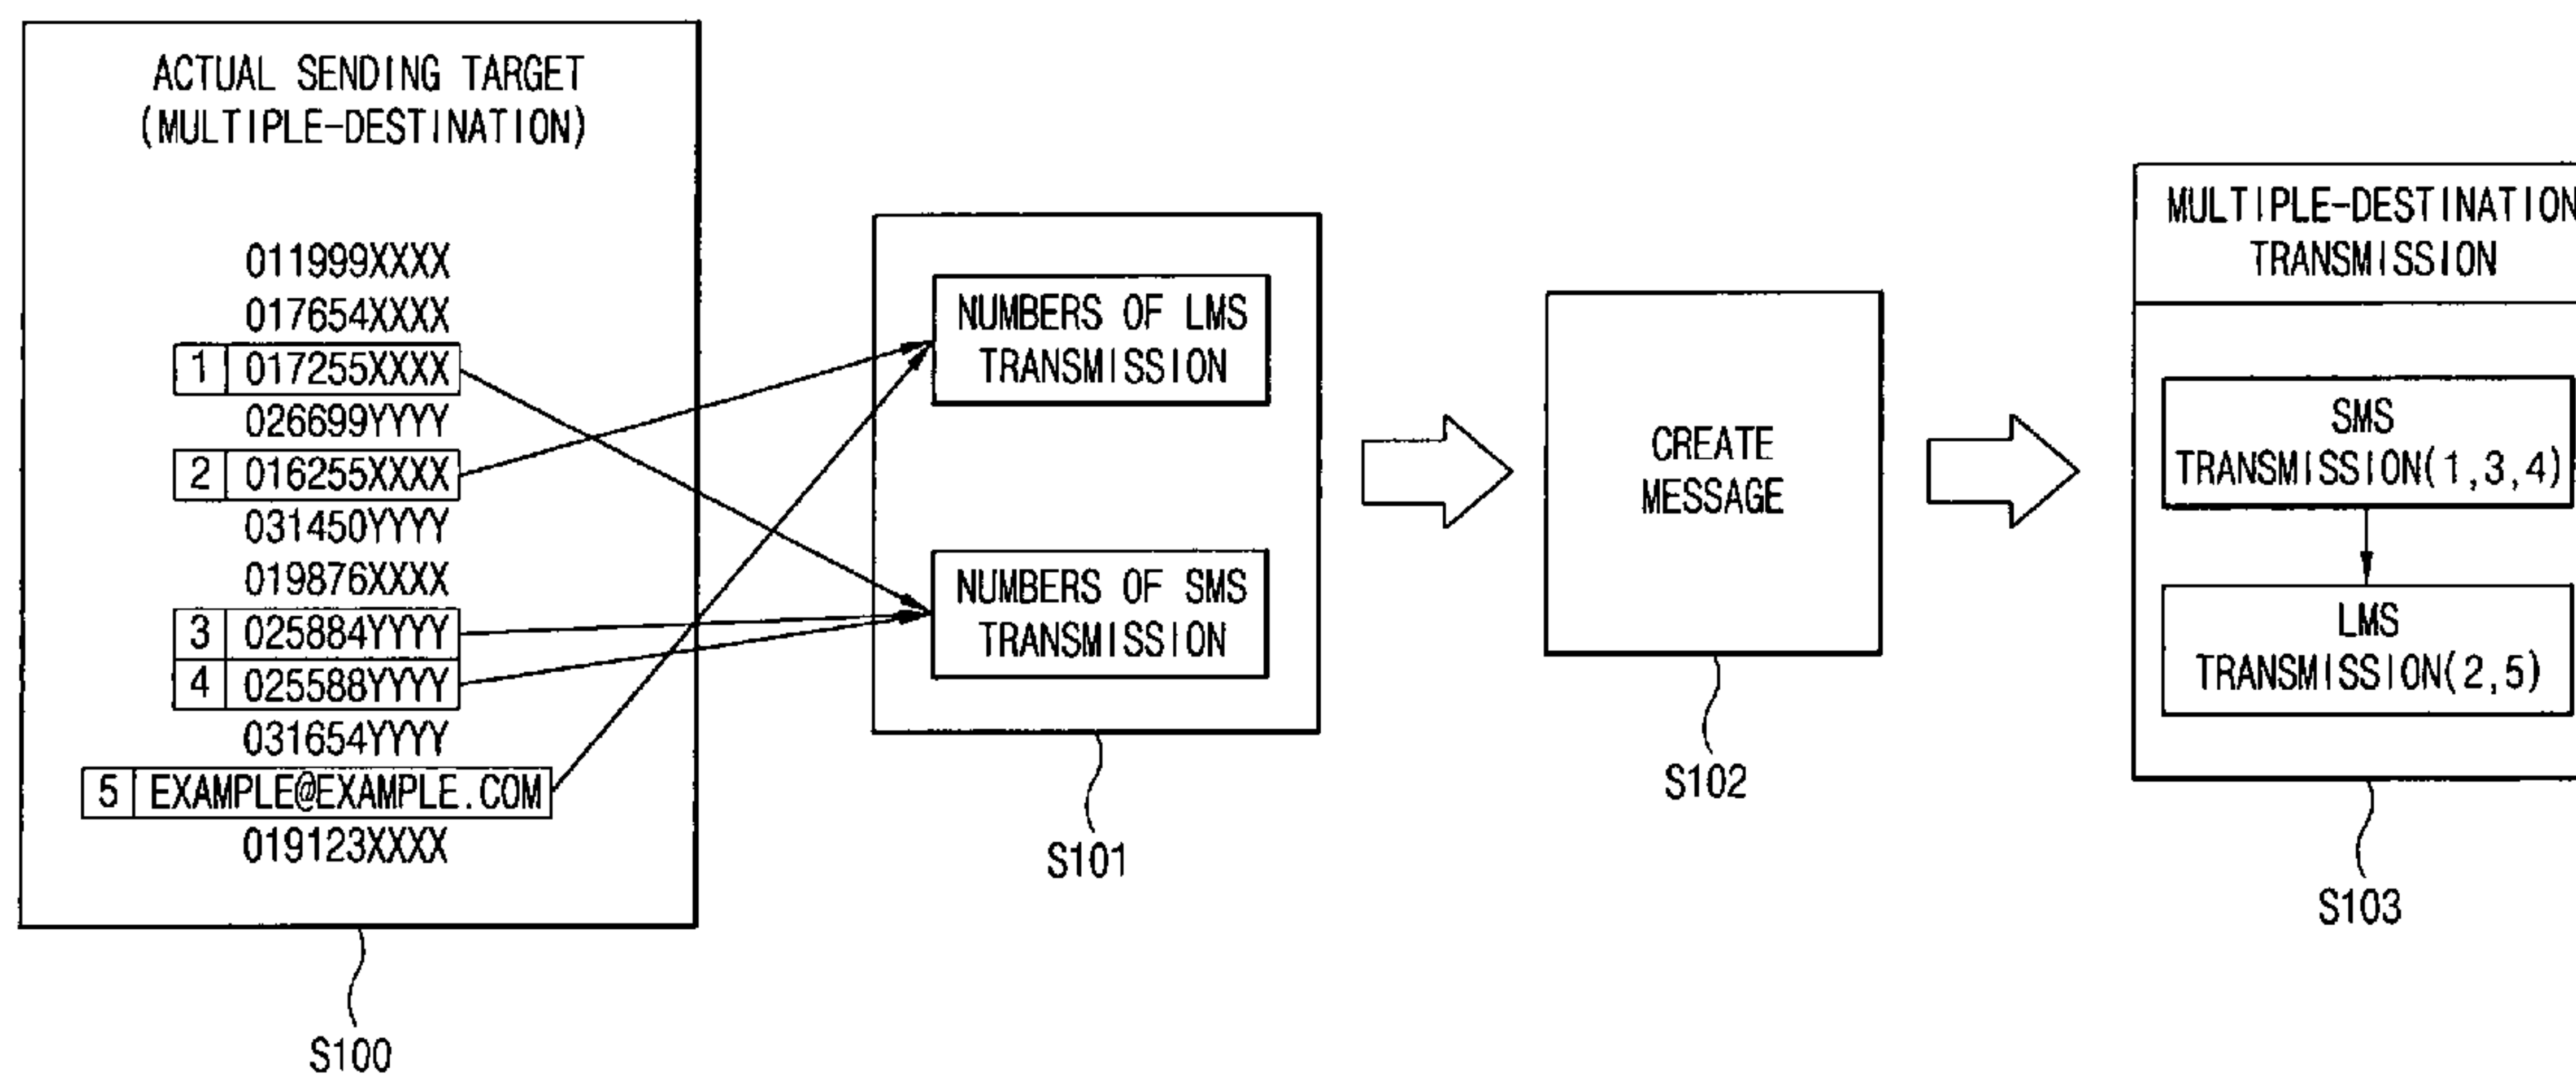 ACTUAL SENDING TARGET
(MULTIPLE-DESTINATION)
011999XXXX
017654XXXX
1 017255XXXX
026699YYYY
2 016255XXXX
031450YYYY
019876XXXX
3 025884YYYY
4 025588YYYY
031654YYYY
5 EXAMPLE@EXAMPLE.COM
019123XXXX
S100
NUMBERS OF LMS
TRANSMISSION
NUMBERS OF SMS
TRANSMISSION
S101
CREATE
MESSAGE
S102
MULTIPLE-DESTINATION
TRANSMISSION
SMS
TRANSMISSION(1,3,4)
LMS
TRANSMISSION(2,5)
S103